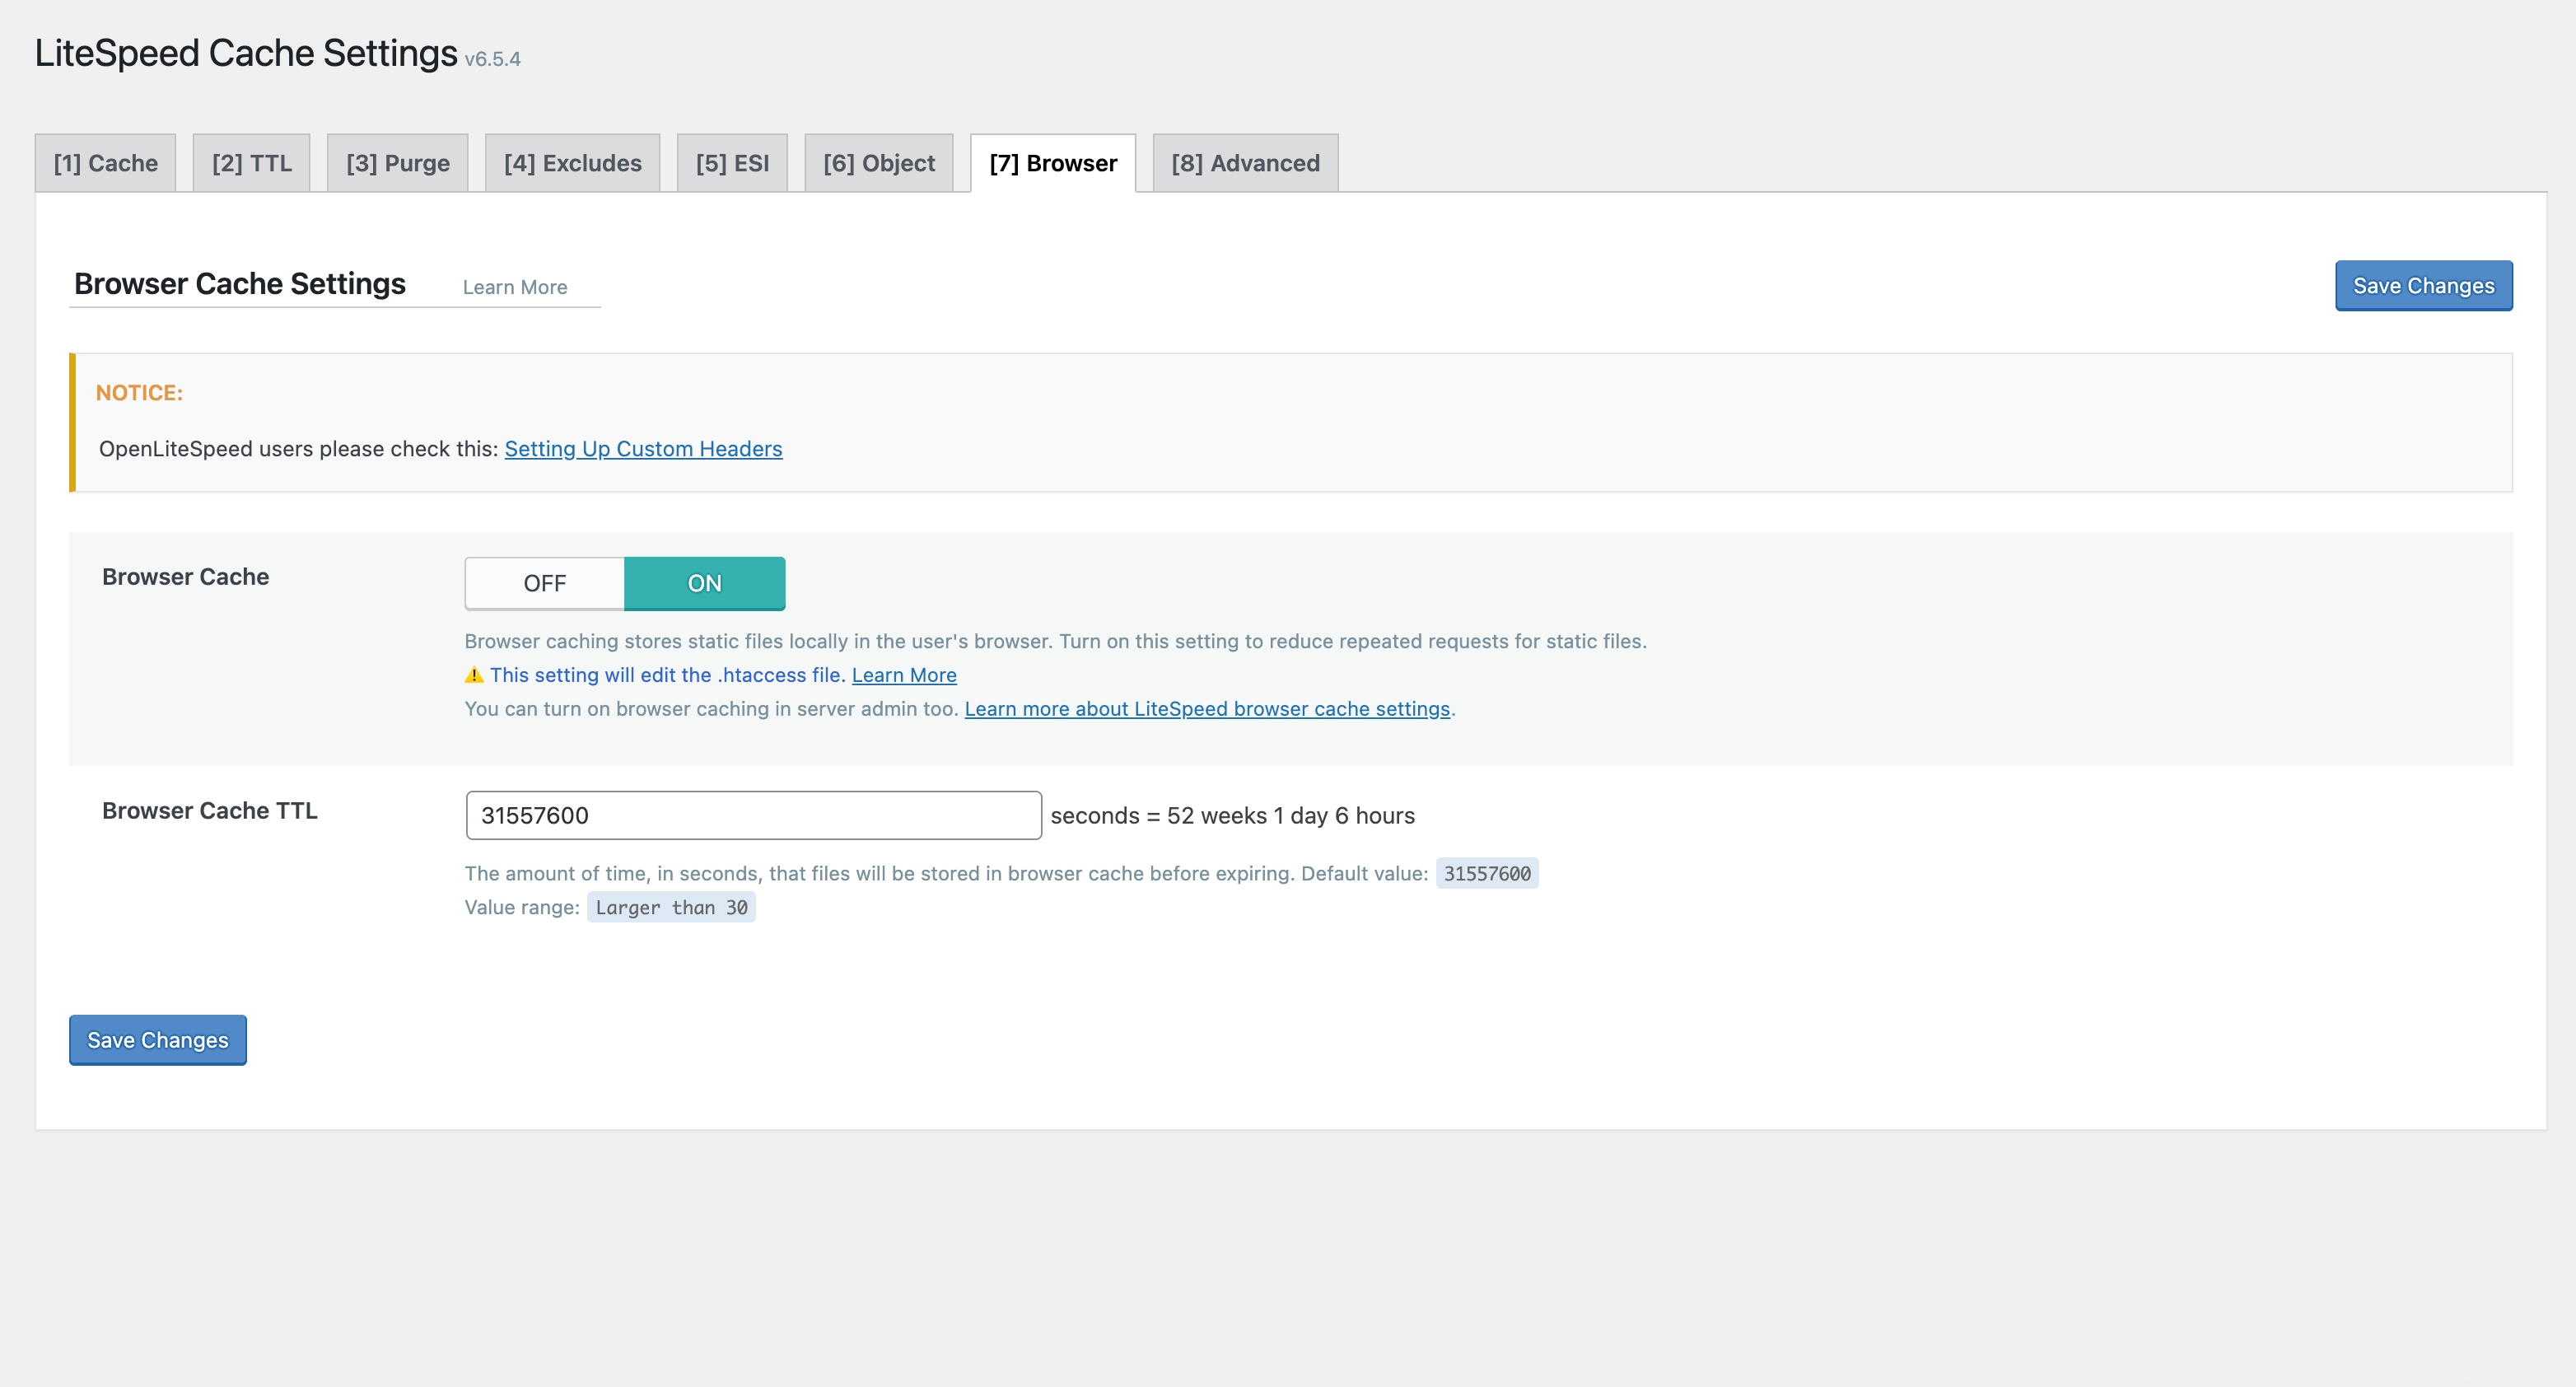 LiteSpeed Cache Settings v6.5.4
[1] Cache
[2] TTL
[3] Purge
[4] Excludes
[5] ESI
[6] Object
[7] Browser
[8] Advanced
Browser Cache Settings
Learn More
Save Changes
NOTICE:
OpenLiteSpeed users please check this: Setting Up Custom Headers
Browser Cache
OFF
ON
Browser caching stores static files locally in the user's browser. Turn on this setting to reduce repeated requests for static files.
This setting will edit the .htaccess file. Learn More
You can turn on browser caching in server admin too. Learn more about LiteSpeed browser cache settings.
Browser Cache TTL
31557600 seconds = 52 weeks 1 day 6 hours
The amount of time, in seconds, that files will be stored in browser cache before expiring. Default value: 31557600
Value range: Larger than 30
Save Changes